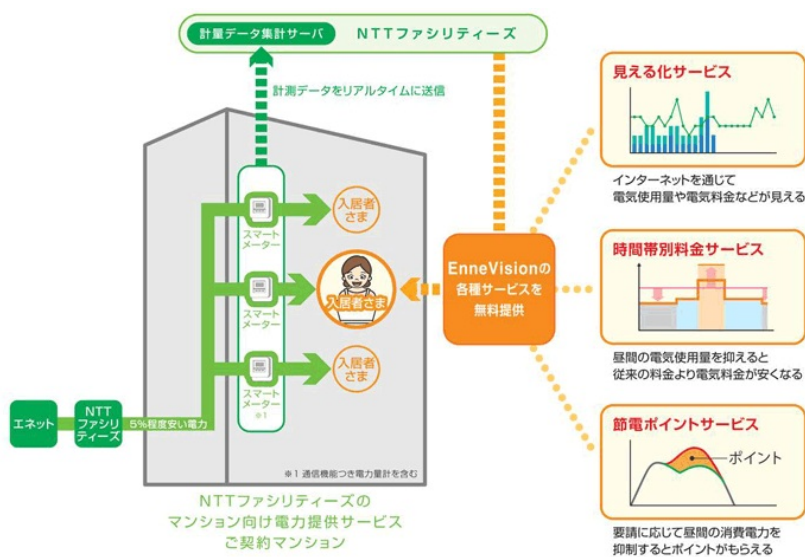 計量データ集計サーバ NTTファシリティーズ
計測データをリアルタイムに送信
入居者
さま
スマート
メーター
入居者さま
スマート
メーター
入居者
さま
スマート
メーター
※1
エネット
NTT
ファシリ
ティーズ
5%程度安い電力
※1 通信機能つき電力量計を含む
NTTファシリティーズの
マンション向け電力提供サービス
ご契約マンション
EnneVisionの
各種サービスを
無料提供
見える化サービス
インターネットを通じて
電気使用量や電気料金などが見える
時間帯別料金サービス
昼間の電気使用量を抑えると
従来の料金より電気料金が安くなる
節電ポイントサービス
ポイント
要請に応じて昼間の消費電力を
抑制するとポイントがもらえる